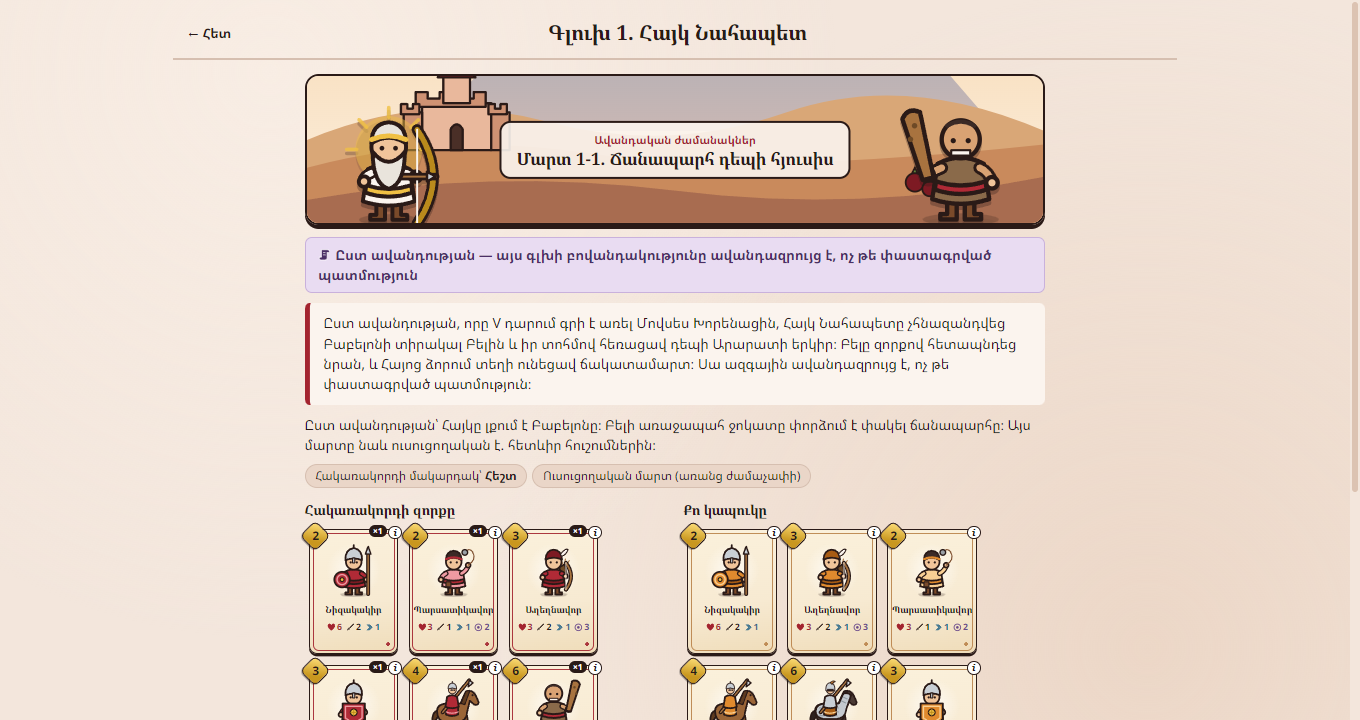 ← Հետ
Գլուխ 1. Հայկ Նահապետ
Ավանդական ժամանակներ
Մարտ 1-1. Ճանապարհ դեպի հյուսիս
Ըստ ավանդության — այս գլխի բովանդակությունը ավանդազրույց է, ոչ թե փաստագրված
պատմություն
Ըստ ավանդության, որը V դարում գրի է առել Մովսես Խորենացին, Հայկ Նահապետը չհնազանդվեց
Բաբելոնի տիրակալ Բելին և իր տոհմով հեռացավ դեպի Արարատի երկիր։ Բելը զորքով հետապնդեց
նրան, և Հայոց ձորում տեղի ունեցավ ճակատամարտ։ Սա ազգային ավանդազրույց է, ոչ թե
փաստագրված պատմություն։
Ըստ ավանդության՝ Հայկը լքում է Բաբելոնը։ Բելի առաջապահ ջոկատը փորձում է փակել ճանապարհը։ Այս
մարտը նաև ուսուցողական է. հետևիր հուշումներին։
Հակառակորդի մակարդակ՝ Հեշտ
Ուսուցողական մարտ (առանց ժամաչափի)
Հակառակորդի զորքը
Քո կապուկը
2 ×1 i 2 ×1 i 3 ×1 i
2 i 3 i 2 i
Նիզակակիր Պարսատիկավոր Աղեղնավոր
Նիզակակիր Աղեղնավոր Պարսատիկավոր
6 2 1 3 1 1 2 3 2 1 3
6 2 1 3 2 1 3 3 1 1 2
3 ×1 i 4 ×1 i 6 ×1 i
4 i 6 i 3 i